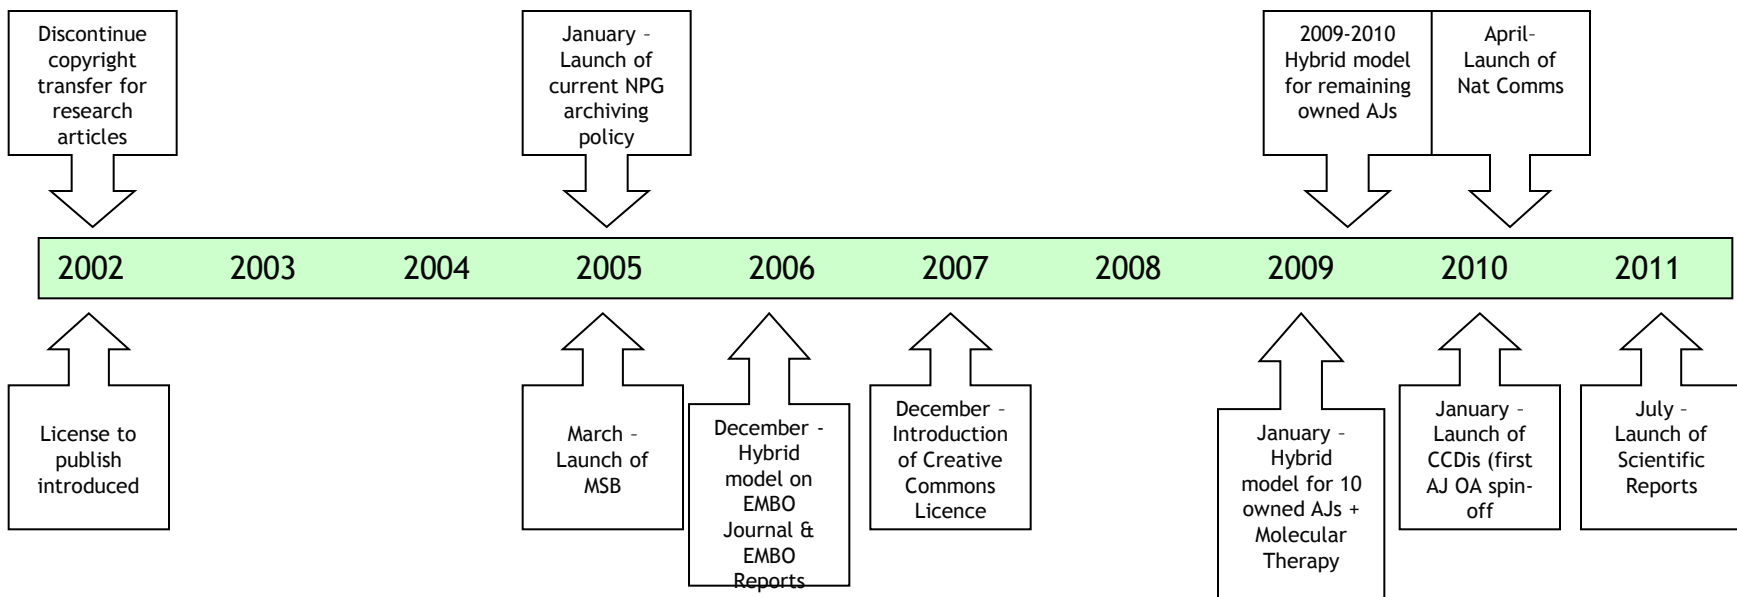 Discontinue
copyright
transfer for
research
articles
January –
Launch of
current NPG
archiving
policy
2009-2010
Hybrid model
for remaining
owned AJs
April–
Launch of
Nat Comms
2002 2003 2004 2005 2006 2007 2008 2009 2010 2011
License to
publish
introduced
March –
Launch of
MSB
December -
Hybrid
model on
EMBO
Journal &
EMBO
Reports
December –
Introduction
of Creative
Commons
Licence
January –
Hybrid
model for 10
owned AJs +
Molecular
Therapy
January –
Launch of
CCDis (first
AJ OA spin-
off
July –
Launch of
Scientific
Reports